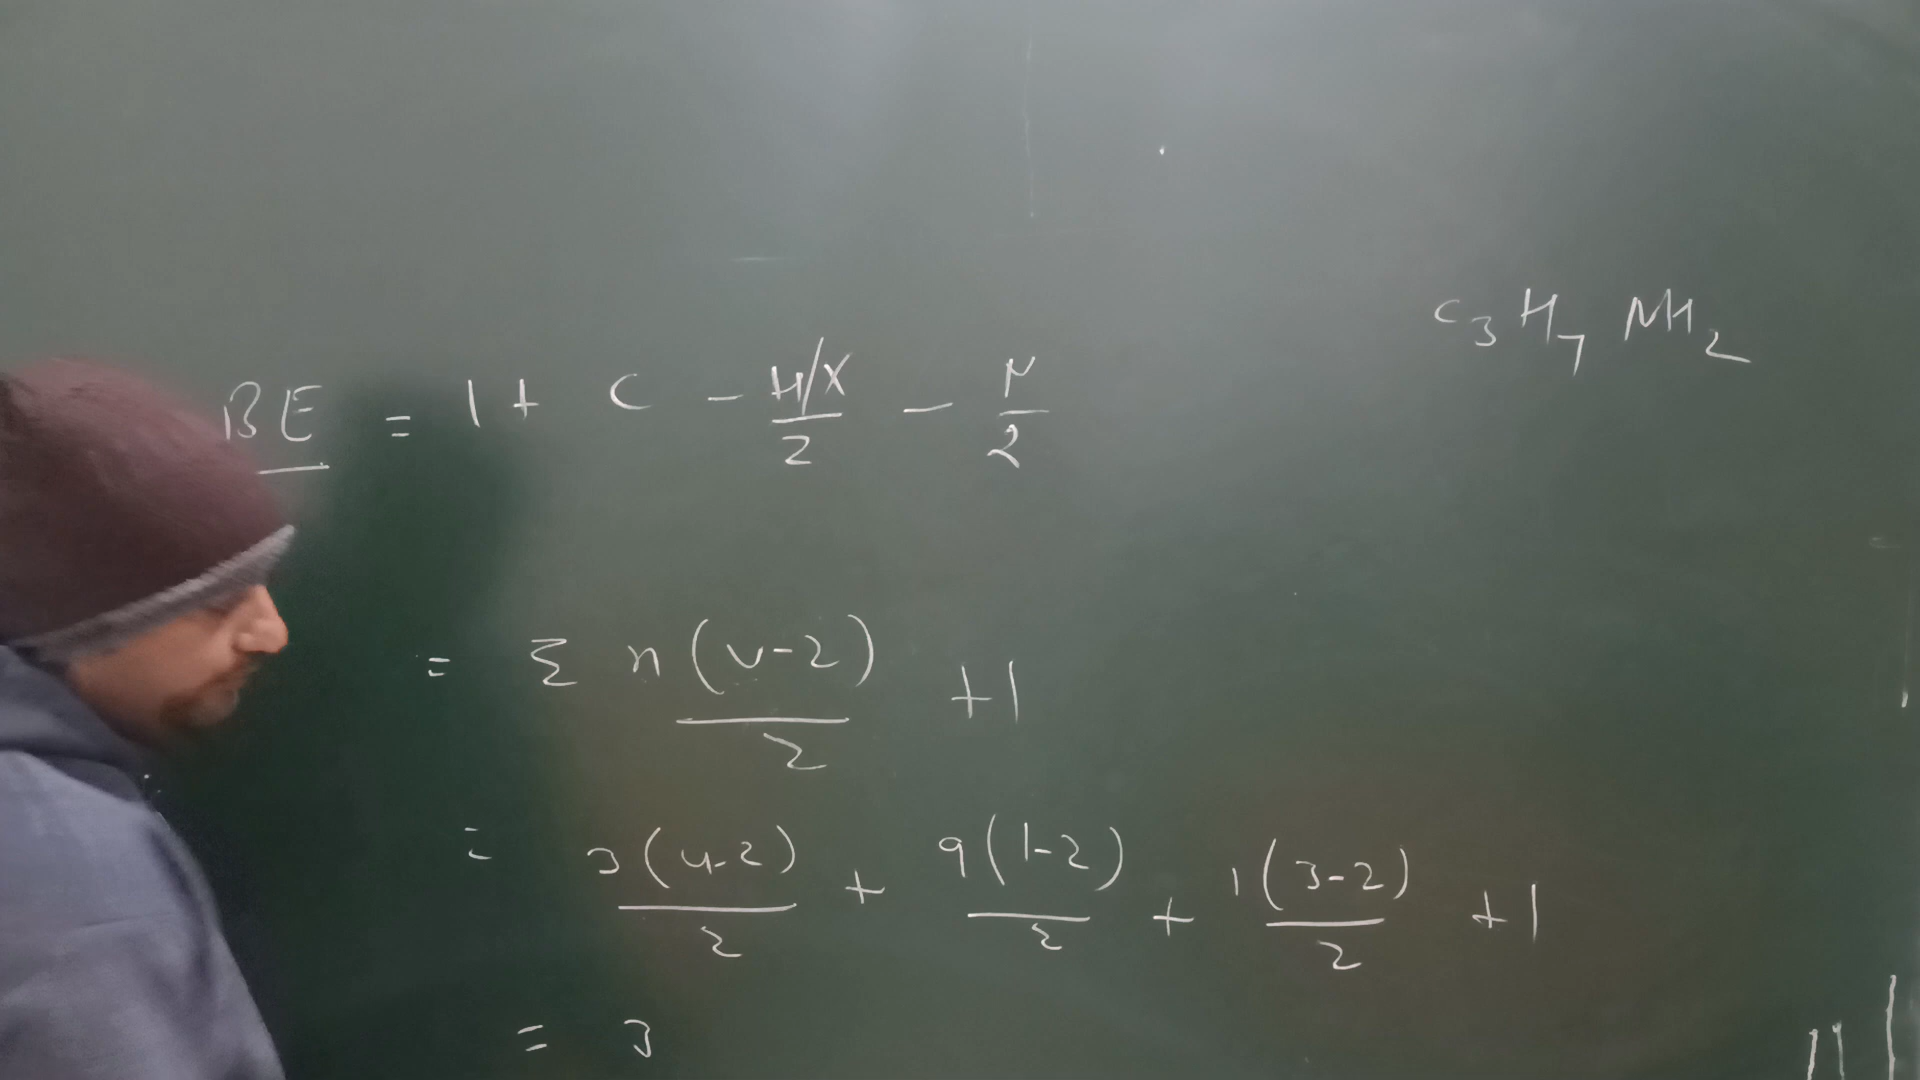 C3H7NH2
BE = 1 + C - H/X/2 - N/2
= Σ n(v-2)/2 + 1
= 3(4-2)/2 + 9(1-2)/2 + 1(3-2)/2 + 1
= 3